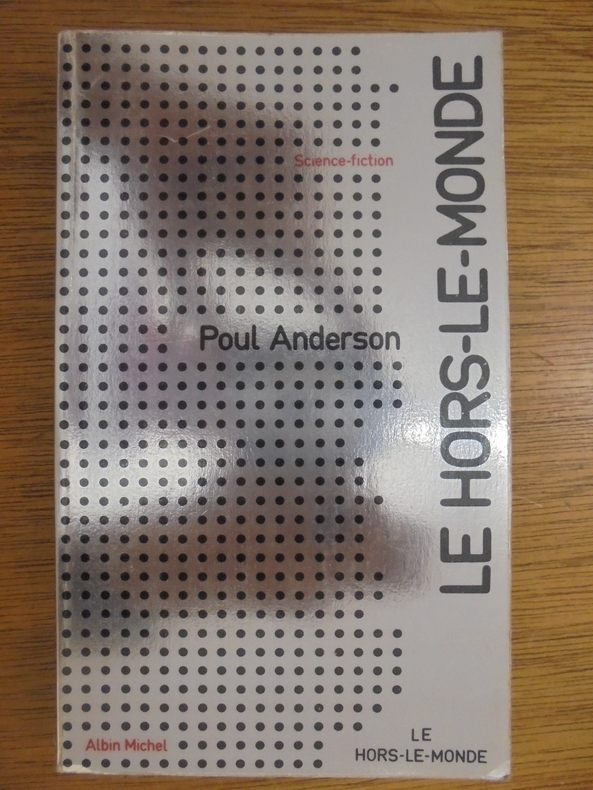 Science-fiction
Poul Anderson
LE HORS-LE-MONDE
Albin Michel
LE
HORS-LE-MONDE